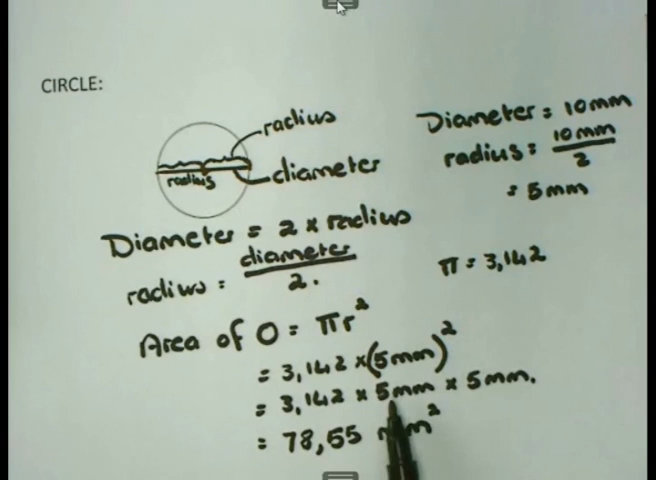 CIRCLE:
radius
diameter
radius
Diameter = 2 × radius
radius = diameter
2.
Area of O = πr²
= 3,142 × (5mm)²
= 3,142 × 5mm × 5mm.
= 78,55 mm²
Diameter = 10mm
radius = 10mm
2
= 5mm
π = 3,142